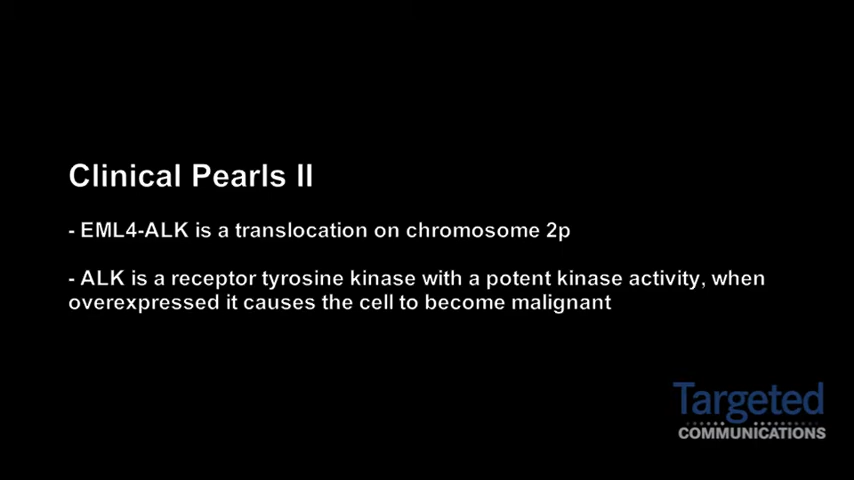 Clinical Pearls II
- EML4-ALK is a translocation on chromosome 2p
- ALK is a receptor tyrosine kinase with a potent kinase activity, when
overexpressed it causes the cell to become malignant
Targeted
COMMUNICATIONS